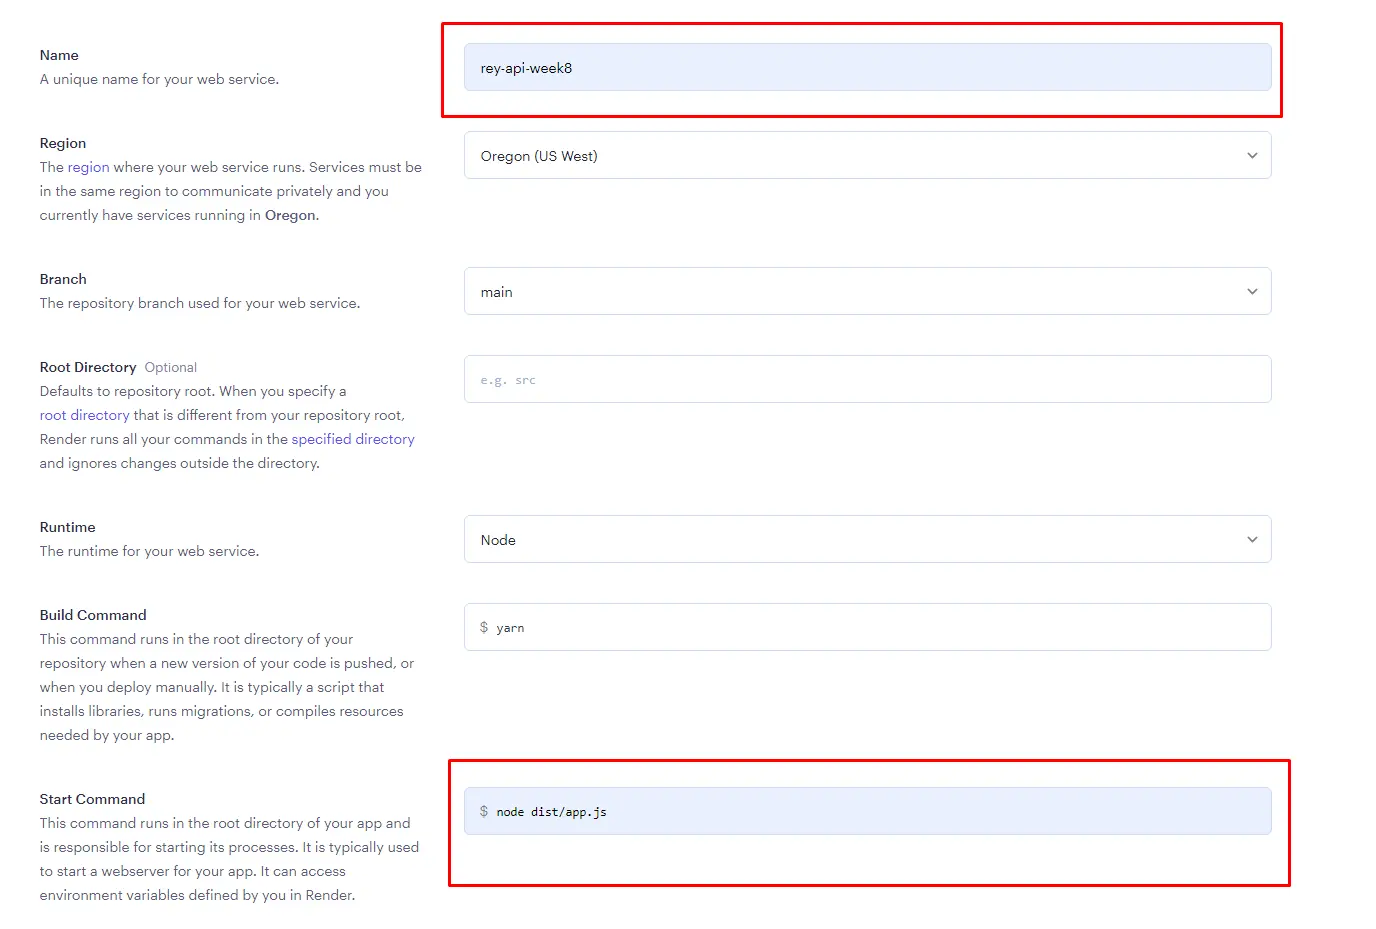 Name
A unique name for your web service.
rey-api-week8
Region
The region where your web service runs. Services must be
in the same region to communicate privately and you
currently have services running in Oregon.
Oregon (US West)
Branch
The repository branch used for your web service.
main
Root Directory Optional
Defaults to repository root. When you specify a
root directory that is different from your repository root,
Render runs all your commands in the specified directory
and ignores changes outside the directory.
e.g. src
Runtime
The runtime for your web service.
Node
Build Command
This command runs in the root directory of your
repository when a new version of your code is pushed, or
when you deploy manually. It is typically a script that
installs libraries, runs migrations, or compiles resources
needed by your app.
$ yarn
Start Command
This command runs in the root directory of your app and
is responsible for starting its processes. It is typically used
to start a webserver for your app. It can access
environment variables defined by you in Render.
$ node dist/app.js